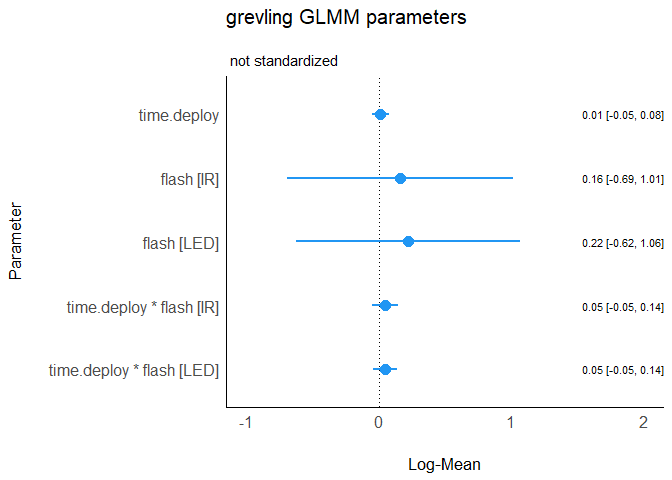 grevling GLMM parameters
not standardized
Parameter
time.deploy
0.01 [-0.05, 0.08]
flash [IR]
0.16 [-0.69, 1.01]
flash [LED]
0.22 [-0.62, 1.06]
time.deploy * flash [IR]
0.05 [-0.05, 0.14]
time.deploy * flash [LED]
0.05 [-0.05, 0.14]
-1 0 1 2
Log-Mean